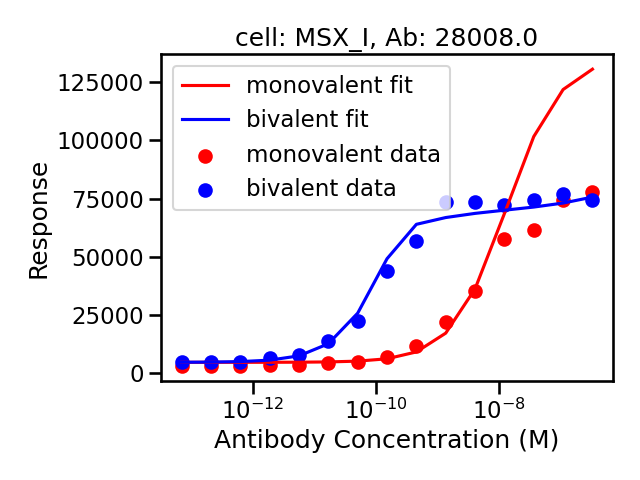 cell: MSX_I, Ab: 28008.0
monovalent fit
bivalent fit
monovalent data
bivalent data
Response
125000
100000
75000
50000
25000
0
10⁻¹² 10⁻¹⁰ 10⁻⁸
Antibody Concentration (M)